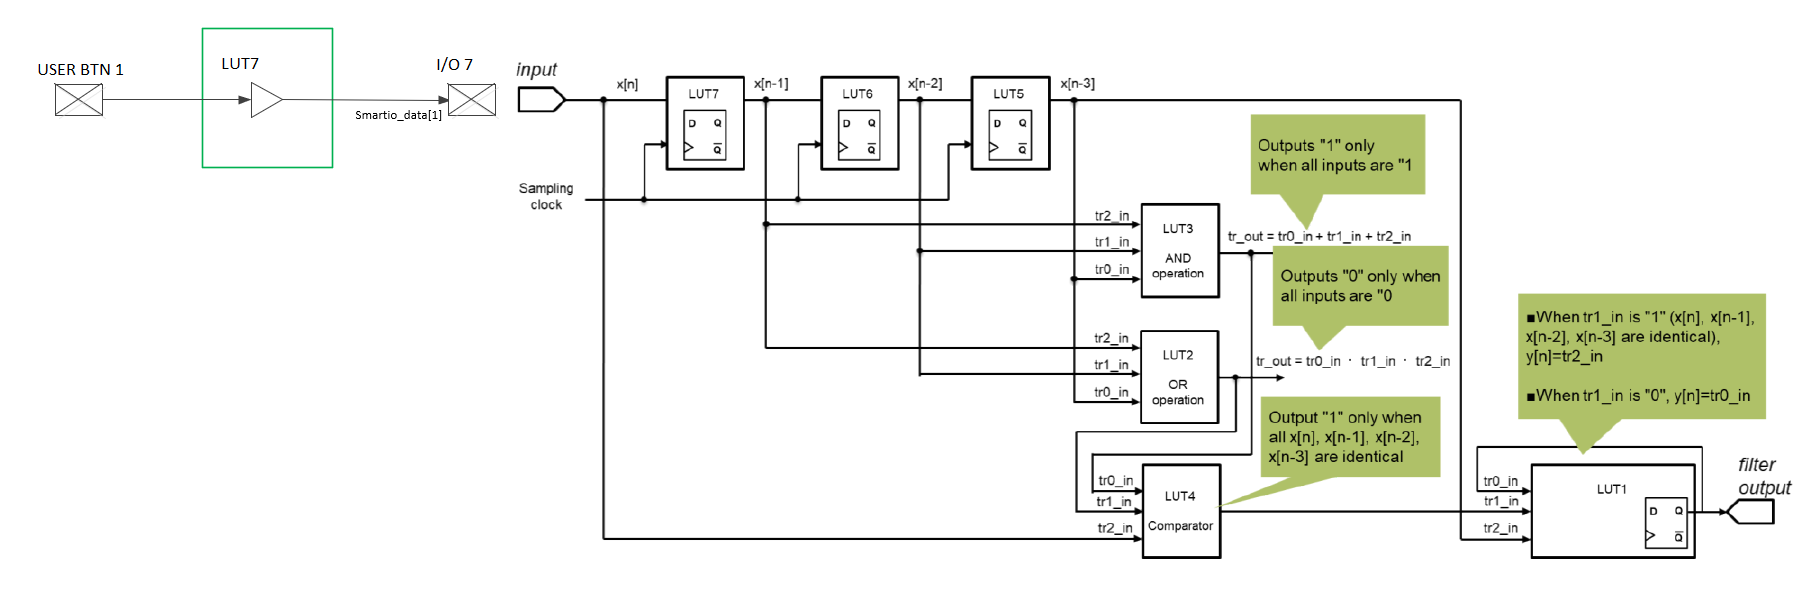 USER BTN 1
LUT7
I/O 7
Smartio_data[1]
input
x[n]
LUT7
D Q
Q
x[n-1]
LUT6
D Q
Q
x[n-2]
LUT5
D Q
Q
x[n-3]
Sampling
clock
Outputs "1" only
when all inputs are "1
tr2_in
tr1_in
tr0_in
LUT3
AND
operation
tr_out = tr0_in + tr1_in + tr2_in
Outputs "0" only when
all inputs are "0
tr2_in
tr1_in
tr0_in
LUT2
OR
operation
tr_out = tr0_in · tr1_in · tr2_in
Output "1" only when
all x[n], x[n-1], x[n-2],
x[n-3] are identical
tr0_in
tr1_in
tr2_in
LUT4
Comparator
■When tr1_in is "1" (x[n], x[n-1],
x[n-2], x[n-3] are identical),
y[n]=tr2_in
■When tr1_in is "0", y[n]=tr0_in
tr0_in
tr1_in
tr2_in
LUT1
D Q
Q
filter
output